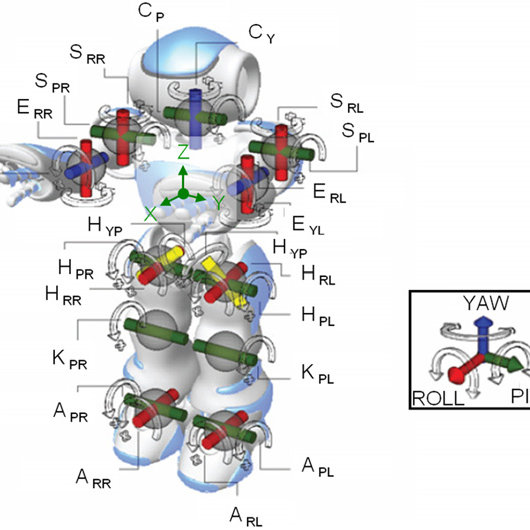 C P
C Y
S RR
S PR
E RR
S RL
S PL
E RL
E YL
Z
X
Y
H YP
H YP
H PR
H RR
H RL
H PL
K PR
K PL
A PR
A RR
A PL
A RL
YAW
ROLL
PI